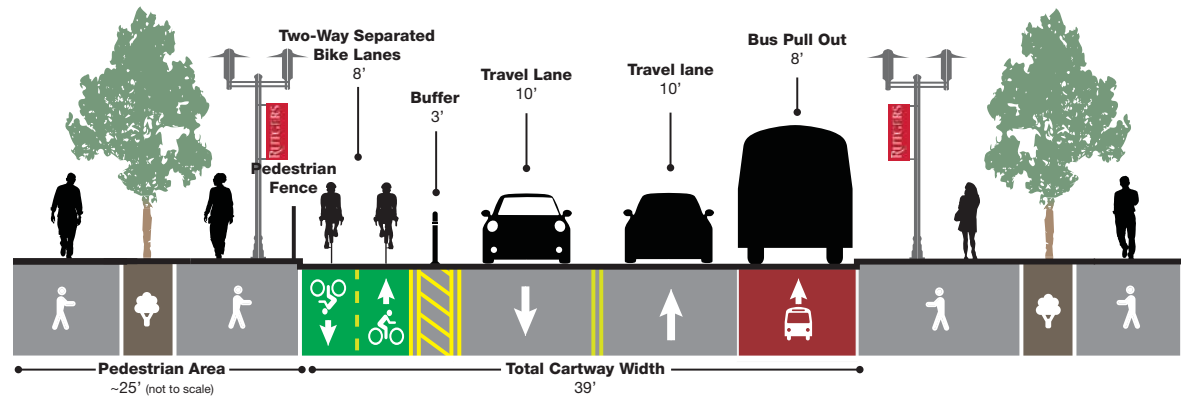 Two-Way Separated
Bike Lanes
8’
Buffer
3’
Travel Lane
10’
Travel lane
10’
Bus Pull Out
8’
RUTGERS
RUTGERS
Pedestrian
Fence
Pedestrian Area
~25’ (not to scale)
Total Cartway Width
39’